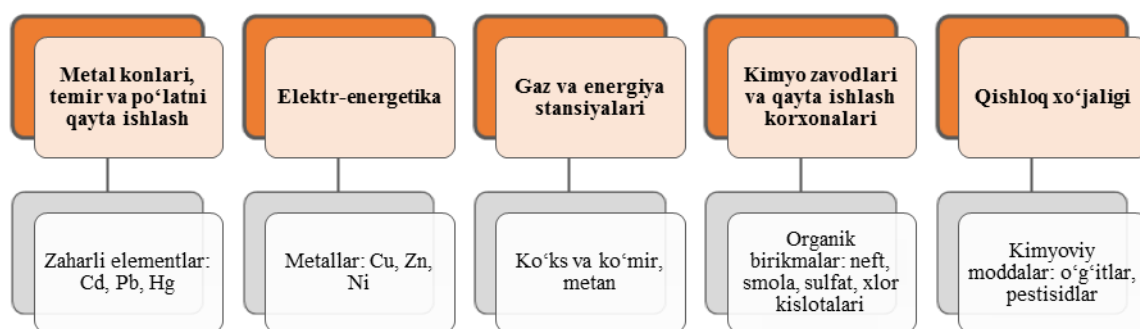 Metal konlari,
temir va po‘latni
qayta ishlash
Elektr-energetika
Gaz va energiya
stansiyalari
Kimyo zavodlari
va qayta ishlash
korxonalari
Qishloq xo‘jaligi
Zaharli elementlar:
Cd, Pb, Hg
Metallar: Cu, Zn,
Ni
Ko‘ks va ko‘mir,
metan
Organik
birikmalar: neft,
smola, sulfat, xlor
kislotalari
Kimyoviy
moddalar: o‘g‘itlar,
pestisidlar